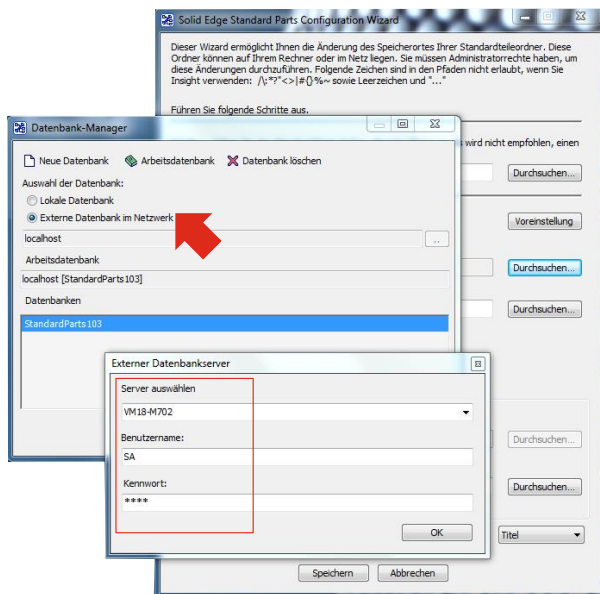 Solid Edge Standard Parts Configuration Wizard
Dieser Wizard ermöglicht Ihnen die Änderung des Speicherortes Ihrer Standardteileordner. Diese
Ordner können auf Ihrem Rechner oder im Netz liegen. Sie müssen Administratorrechte haben, um
diese Änderungen durchzuführen. Folgende Zeichen sind in den Pfaden nicht erlaubt, wenn Sie
Insight verwenden: /\:*?"<>|#{}%~ sowie Leerzeichen und "..."
Führen Sie folgende Schritte aus.
wird nicht empfohlen, einen
Durchsuchen...
Voreinstellung
Durchsuchen...
Durchsuchen...
Durchsuchen...
Durchsuchen...
Titel
Speichern Abbrechen
Datenbank-Manager
Neue Datenbank Arbeitsdatenbank Datenbank löschen
Auswahl der Datenbank:
Lokale Datenbank
Externe Datenbank im Netzwerk
localhost
..
Arbeitsdatenbank
localhost [StandardParts103]
Datenbanken
StandardParts103
Externer Datenbankserver
Server auswählen
VM18-M702
Benutzername:
SA
Kennwort:
****
OK